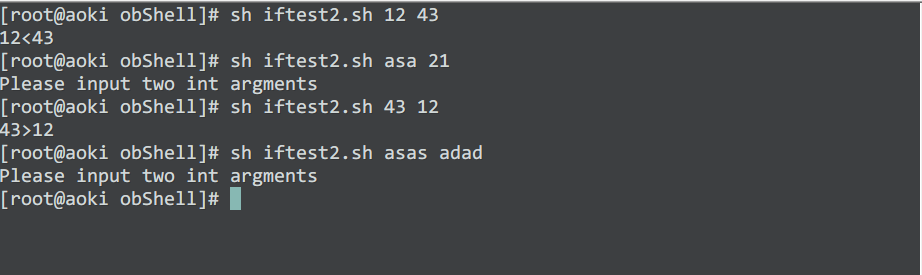 [root@aoki obShell]# sh iftest2.sh 12 43
12<43
[root@aoki obShell]# sh iftest2.sh asa 21
Please input two int argments
[root@aoki obShell]# sh iftest2.sh 43 12
43>12
[root@aoki obShell]# sh iftest2.sh asas adad
Please input two int argments
[root@aoki obShell]#